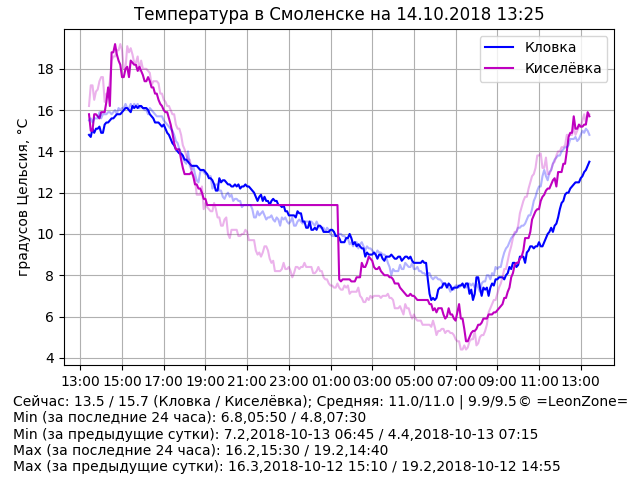 Температура в Смоленске на 14.10.2018 13:25
Кловка
Киселёвка
градусов Цельсия, °C
18
16
14
12
10
8
6
4
13:00 15:00 17:00 19:00 21:00 23:00 01:00 03:00 05:00 07:00 09:00 11:00 13:00
Сейчас: 13.5 / 15.7 (Кловка / Киселёвка); Средняя: 11.0/11.0 | 9.9/9.5© =LeonZone=
Min (за последние 24 часа): 6.8,05:50 / 4.8,07:30
Min (за предыдущие сутки): 7.2,2018-10-13 06:45 / 4.4,2018-10-13 07:15
Max (за последние 24 часа): 16.2,15:30 / 19.2,14:40
Max (за предыдущие сутки): 16.3,2018-10-12 15:10 / 19.2,2018-10-12 14:55